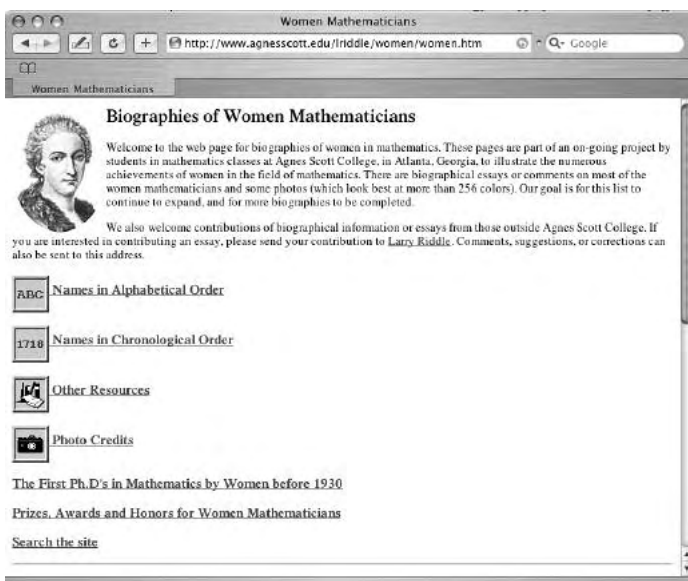 Women Mathematicians
http://www.agnesscott.edu/lriddle/women/women.htm
Google
Women Mathematicians
Biographies of Women Mathematicians
Welcome to the web page for biographies of women in mathematics. These pages are part of an on-going project by
students in mathematics classes at Agnes Scott College, in Atlanta, Georgia, to illustrate the numerous
achievements of women in the field of mathematics. There are biographical essays or comments on most of the
women mathematicians and some photos (which look best at more than 256 colors). Our goal is for this list to
continue to expand, and for more biographies to be completed.
We also welcome contributions of biographical information or essays from those outside Agnes Scott College. If
you are interested in contributing an essay, please send your contribution to Larry Riddle. Comments, suggestions, or corrections can
also be sent to this address.
ABC Names in Alphabetical Order
1718 Names in Chronological Order
Other Resources
Photo Credits
The First Ph.D's in Mathematics by Women before 1930
Prizes, Awards and Honors for Women Mathematicians
Search the site